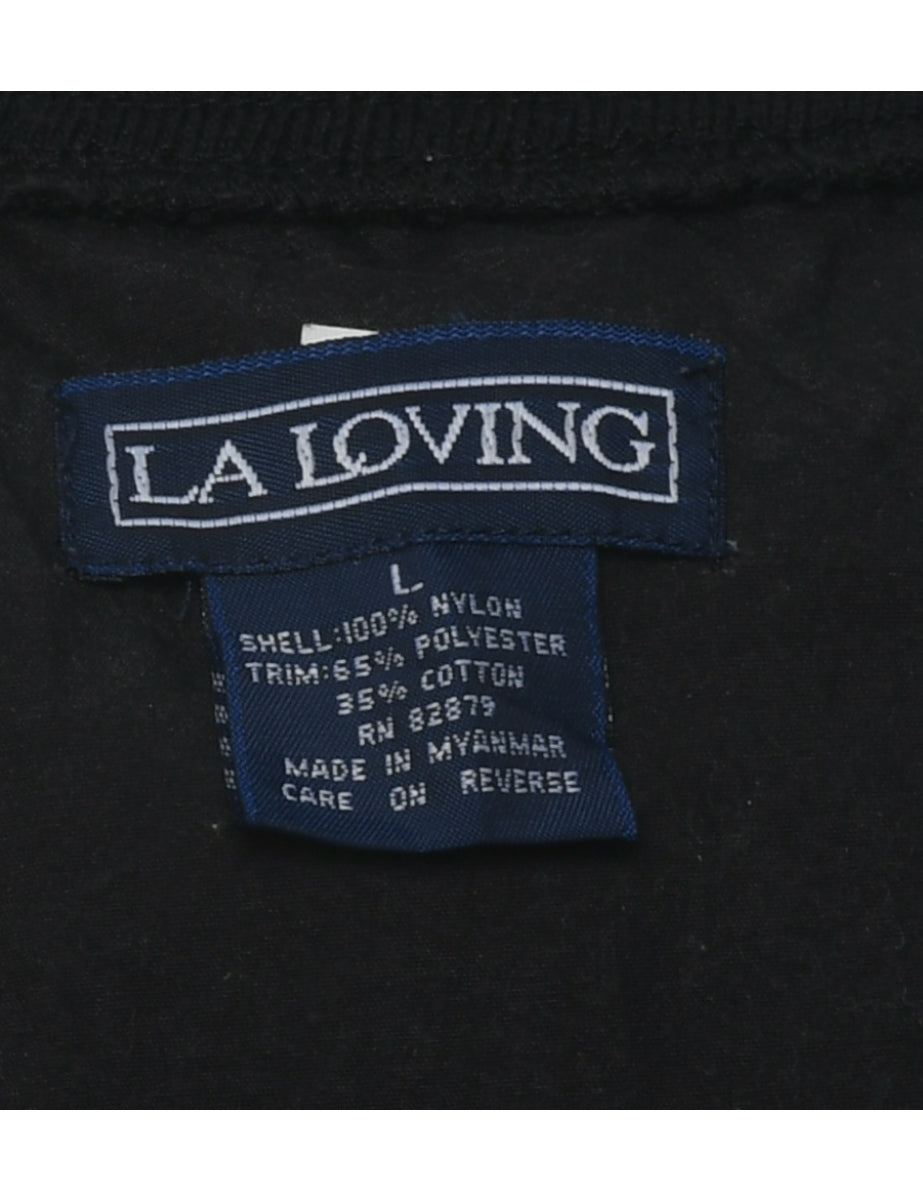 LA LOVING
L
SHELL:100% NYLON
TRIM:65% POLYESTER
35% COTTON
RN 82879
MADE IN MYANMAR
CARE ON REVERSE